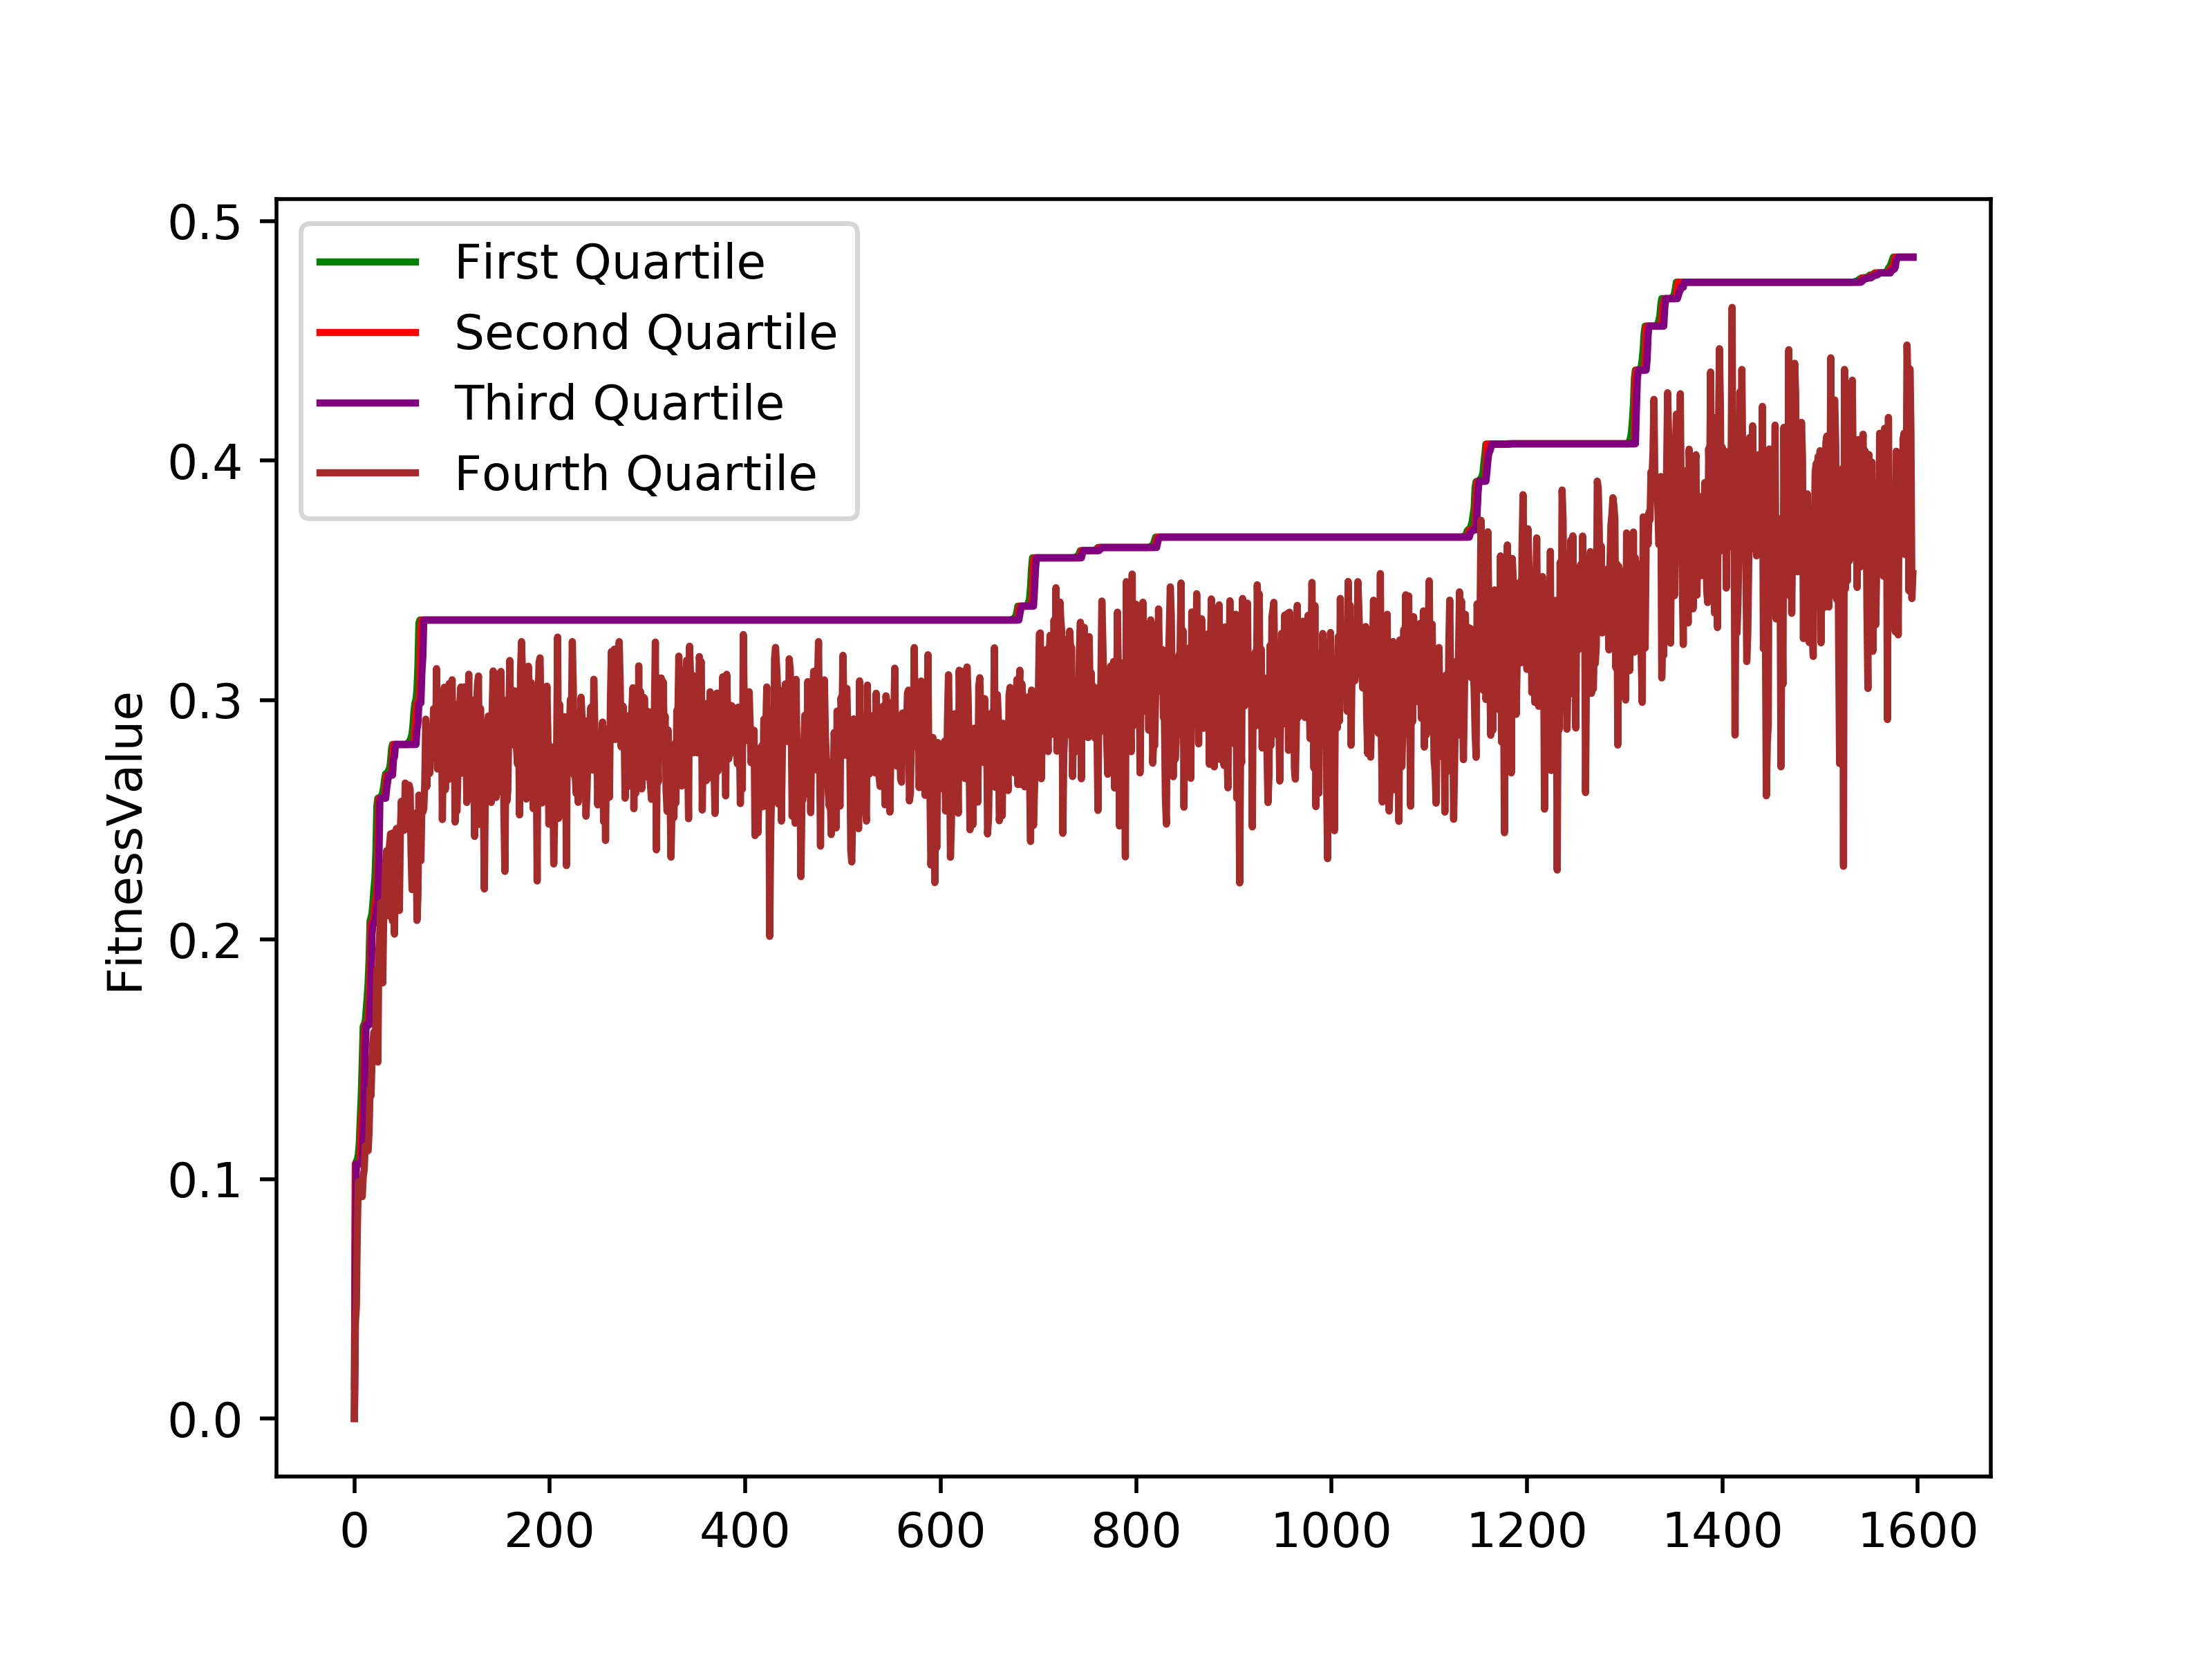 0.5
0.4
0.3
0.2
0.1
0.0
FitnessValue
First Quartile
Second Quartile
Third Quartile
Fourth Quartile
0 200 400 600 800 1000 1200 1400 1600